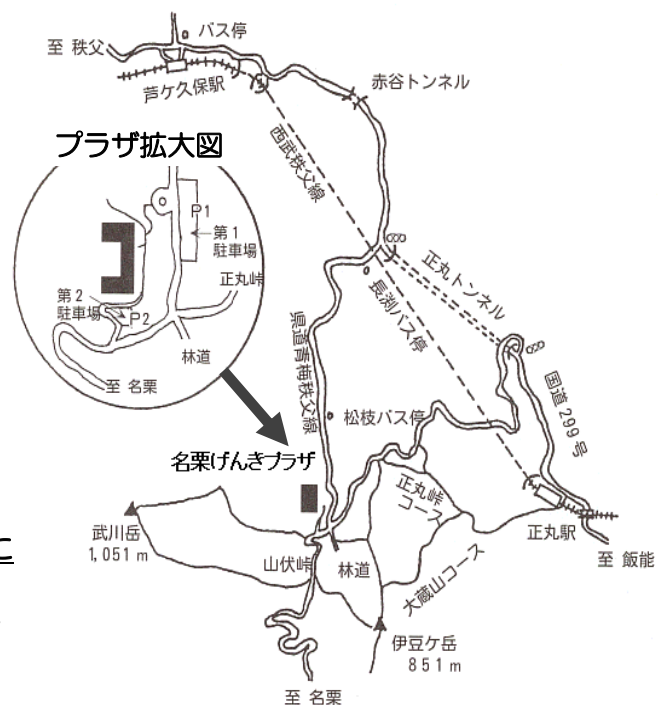 バス停
至 秩父
芦ケ久保駅
赤谷トンネル
西武秩父線
プラザ拡大図
P1
第1
駐車場
正丸峠
第2
駐車場
P2
林道
至 名栗
正丸トンネル
長渕バス停
県道青梅秩父線
国道299号
松枝バス停
名栗げんきプラザ
正丸峠
コース
武川岳
1,051m
正丸駅
至 飯能
山伏峠
林道
大蔵山コース
に
伊豆ケ岳
851m
至 名栗